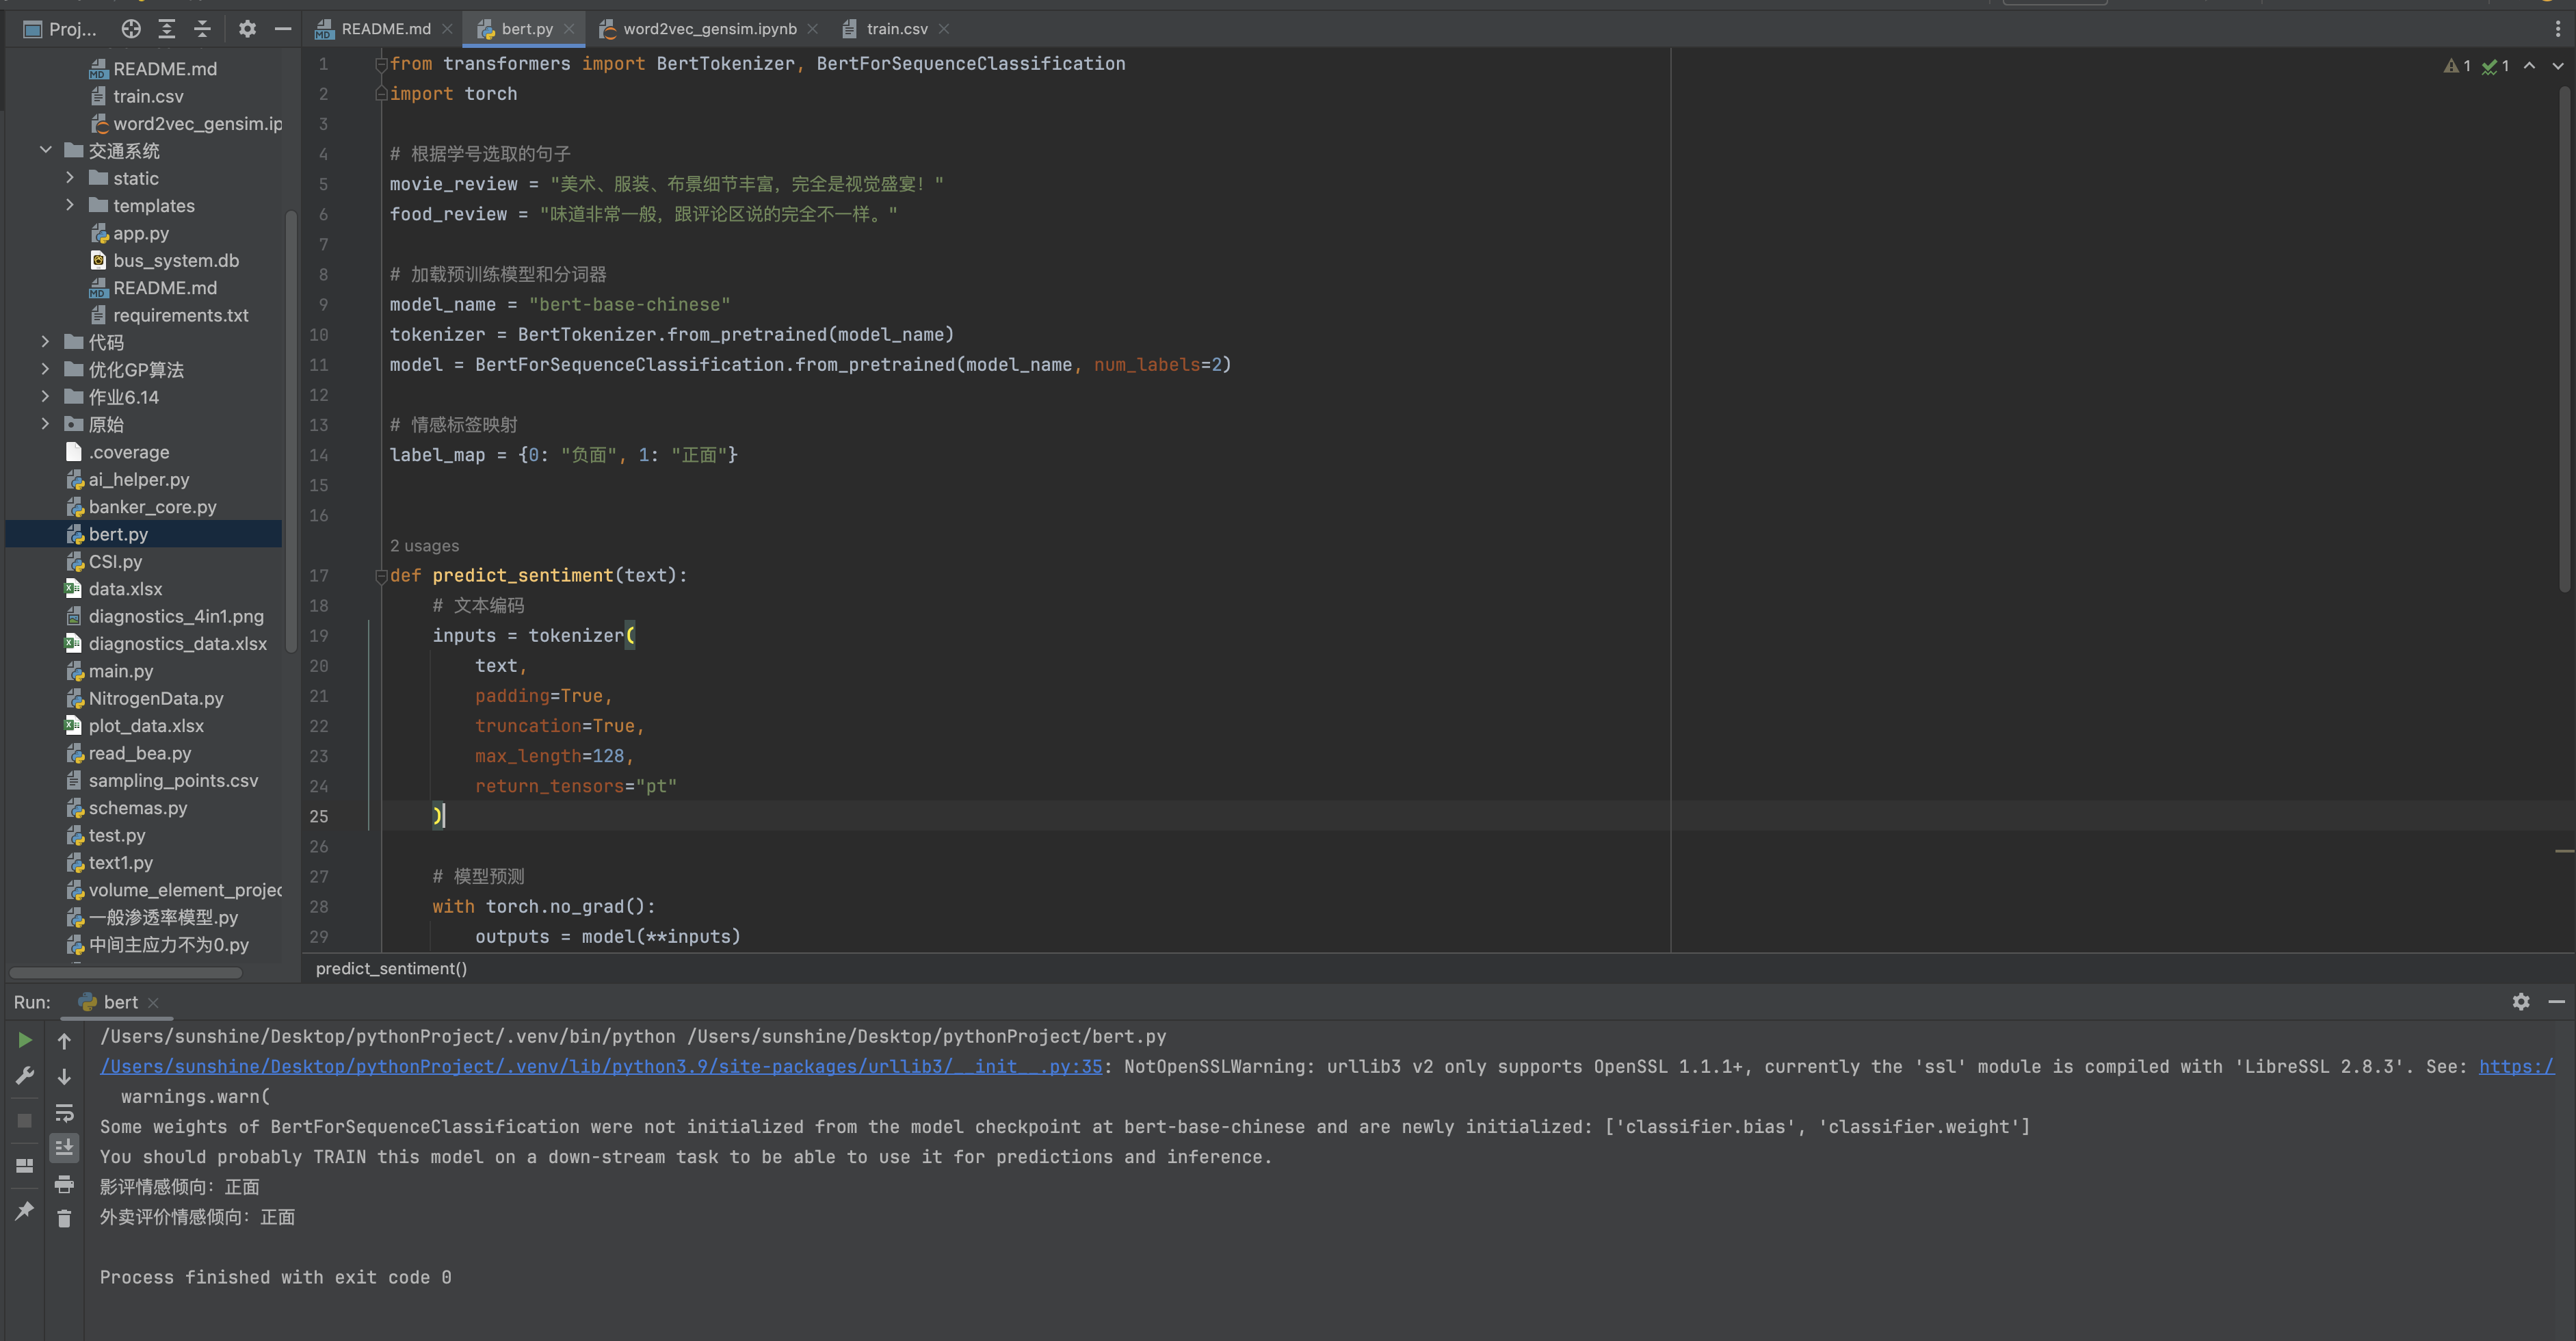 Proj...
README.md
bert.py
word2vec_gensim.ipynb
train.csv
README.md
train.csv
word2vec_gensim.ip
交通系统
static
templates
app.py
bus_system.db
README.md
requirements.txt
代码
优化GP算法
作业6.14
原始
.coverage
ai_helper.py
banker_core.py
bert.py
CSI.py
data.xlsx
diagnostics_4in1.png
diagnostics_data.xlsx
main.py
NitrogenData.py
plot_data.xlsx
read_bea.py
sampling_points.csv
schemas.py
test.py
text1.py
volume_element_projec
一般渗透率模型.py
中间主应力不为0.py
1 from transformers import BertTokenizer, BertForSequenceClassification
2 import torch
3
4 # 根据学号选取的句子
5 movie_review = "美术、服装、布景细节丰富，完全是视觉盛宴！"
6 food_review = "味道非常一般，跟评论区说的完全不一样。"
7
8 # 加载预训练模型和分词器
9 model_name = "bert-base-chinese"
10 tokenizer = BertTokenizer.from_pretrained(model_name)
11 model = BertForSequenceClassification.from_pretrained(model_name, num_labels=2)
12
13 # 情感标签映射
14 label_map = {0: "负面", 1: "正面"}
15
16
2 usages
17 def predict_sentiment(text):
18 # 文本编码
19 inputs = tokenizer(
20 text,
21 padding=True,
22 truncation=True,
23 max_length=128,
24 return_tensors="pt"
25 )
26
27 # 模型预测
28 with torch.no_grad():
29 outputs = model(**inputs)
1 1
predict_sentiment()
Run: bert
/Users/sunshine/Desktop/pythonProject/.venv/bin/python /Users/sunshine/Desktop/pythonProject/bert.py
/Users/sunshine/Desktop/pythonProject/.venv/lib/python3.9/site-packages/urllib3/__init__.py:35: NotOpenSSLWarning: urllib3 v2 only supports OpenSSL 1.1.1+, currently the 'ssl' module is compiled with 'LibreSSL 2.8.3'. See: https:/
warnings.warn(
Some weights of BertForSequenceClassification were not initialized from the model checkpoint at bert-base-chinese and are newly initialized: ['classifier.bias', 'classifier.weight']
You should probably TRAIN this model on a down-stream task to be able to use it for predictions and inference.
影评情感倾向：正面
外卖评价情感倾向：正面
Process finished with exit code 0